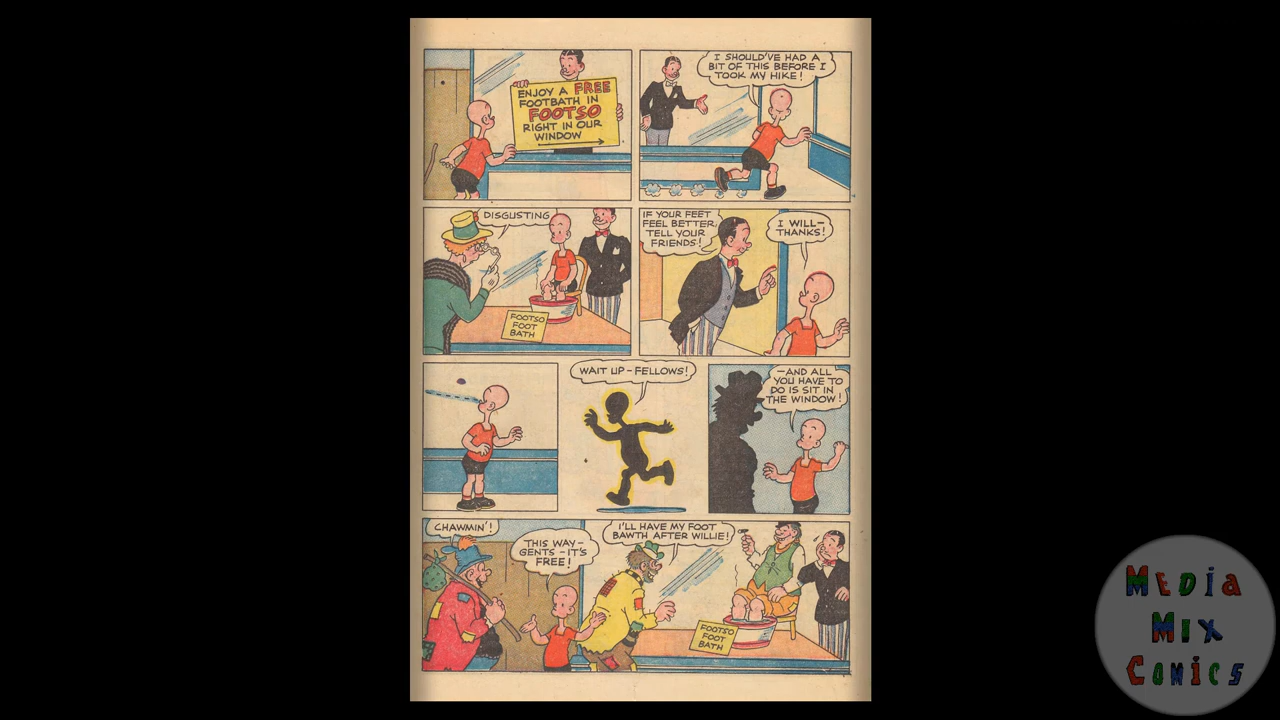 ENJOY A FREE
FOOTBATH IN
FOOTSO
RIGHT IN OUR
WINDOW
I SHOULD'VE HAD A
BIT OF THIS BEFORE I
TOOK MY HIKE!
DISGUSTING
FOOTSO
FOOT
BATH
IF YOUR FEET
FEEL BETTER,
TELL YOUR
FRIENDS!
I WILL-
THANKS!
WAIT UP-FELLOWS!
-AND ALL
YOU HAVE TO
DO IS SIT IN
THE WINDOW!
CHAWMIN'!
THIS WAY-
GENTS-IT'S
FREE!
I'LL HAVE MY FOOT
BAWTH AFTER WILLIE!
FOOTSO
FOOT
BATH
MEDIA
MIX
COMICS